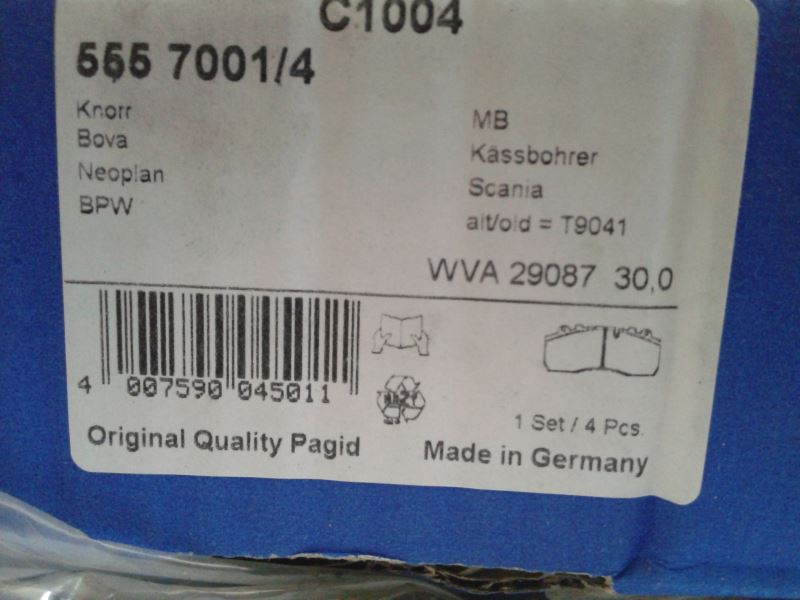 C1004
555 7001/4
Knorr
Bova
Neoplan
BPW
MB
Kässbohrer
Scania
alt/old = T9041
WVA 29087 30,0
4 007590 045011
1 Set / 4 Pcs.
Original Quality Pagid
Made in Germany